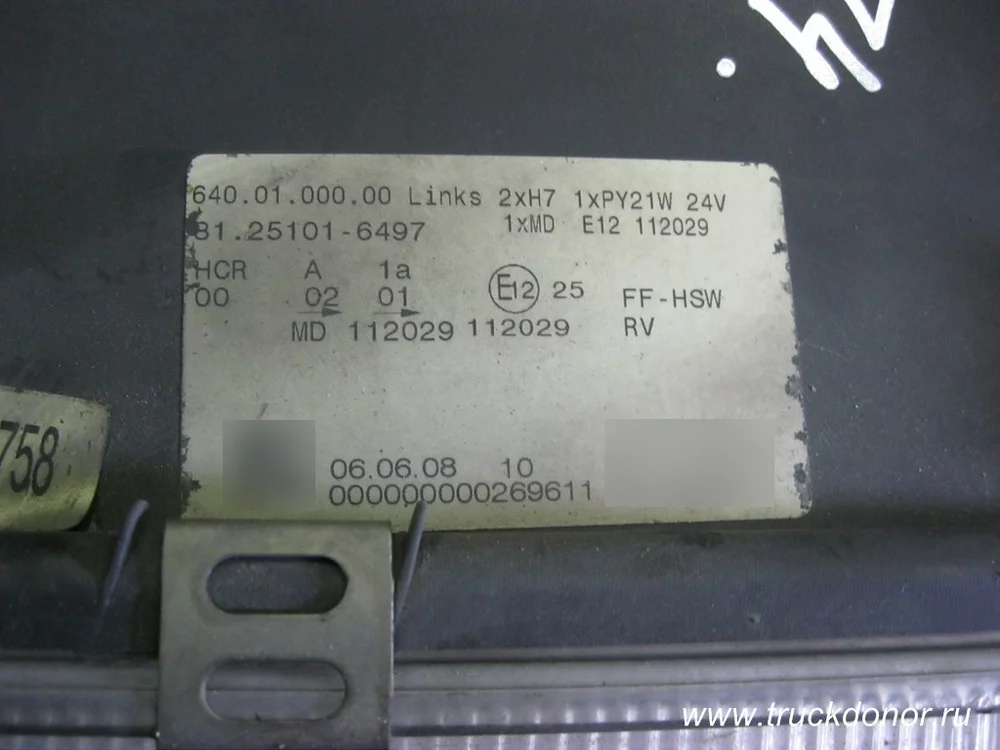 640.01.000.00 Links 2xH7 1xPY21W 24V
81.25101-6497 1xMD E12 112029
HCR A 1a
00 02 01 E12 25 FF-HSW
MD 112029 112029 RV
758
06.06.08 10
000000000269611
www.truckdonor.ru